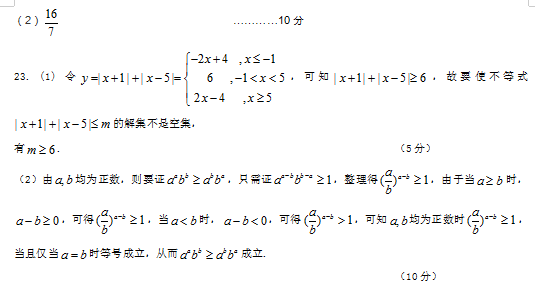 （2）16/7 …………10 分
23.（1）令 y=|x+1|+|x−5|={−2x+4 ,x≤−1; 6 ,−1<x<5; 2x−4 ,x≥5，可知 |x+1|+|x−5|≥6，故要使不等式
|x+1|+|x−5|≤m 的解集不是空集，
有 m≥6. （5 分）
（2）由 a,b 均为正数，则要证 a^a b^b ≥ a^b b^a，只需证 a^(a−b) b^(b−a) ≥1，整理得 (a/b)^(a−b) ≥1，由于当 a≥b 时，
a−b≥0，可得 (a/b)^(a−b) ≥1，当 a<b 时，a−b<0，可得 (a/b)^(a−b) >1，可知 a,b 均为正数时 (a/b)^(a−b) ≥1，
当且仅当 a=b 时等号成立，从而 a^a b^b ≥ a^b b^a 成立.
（10 分）